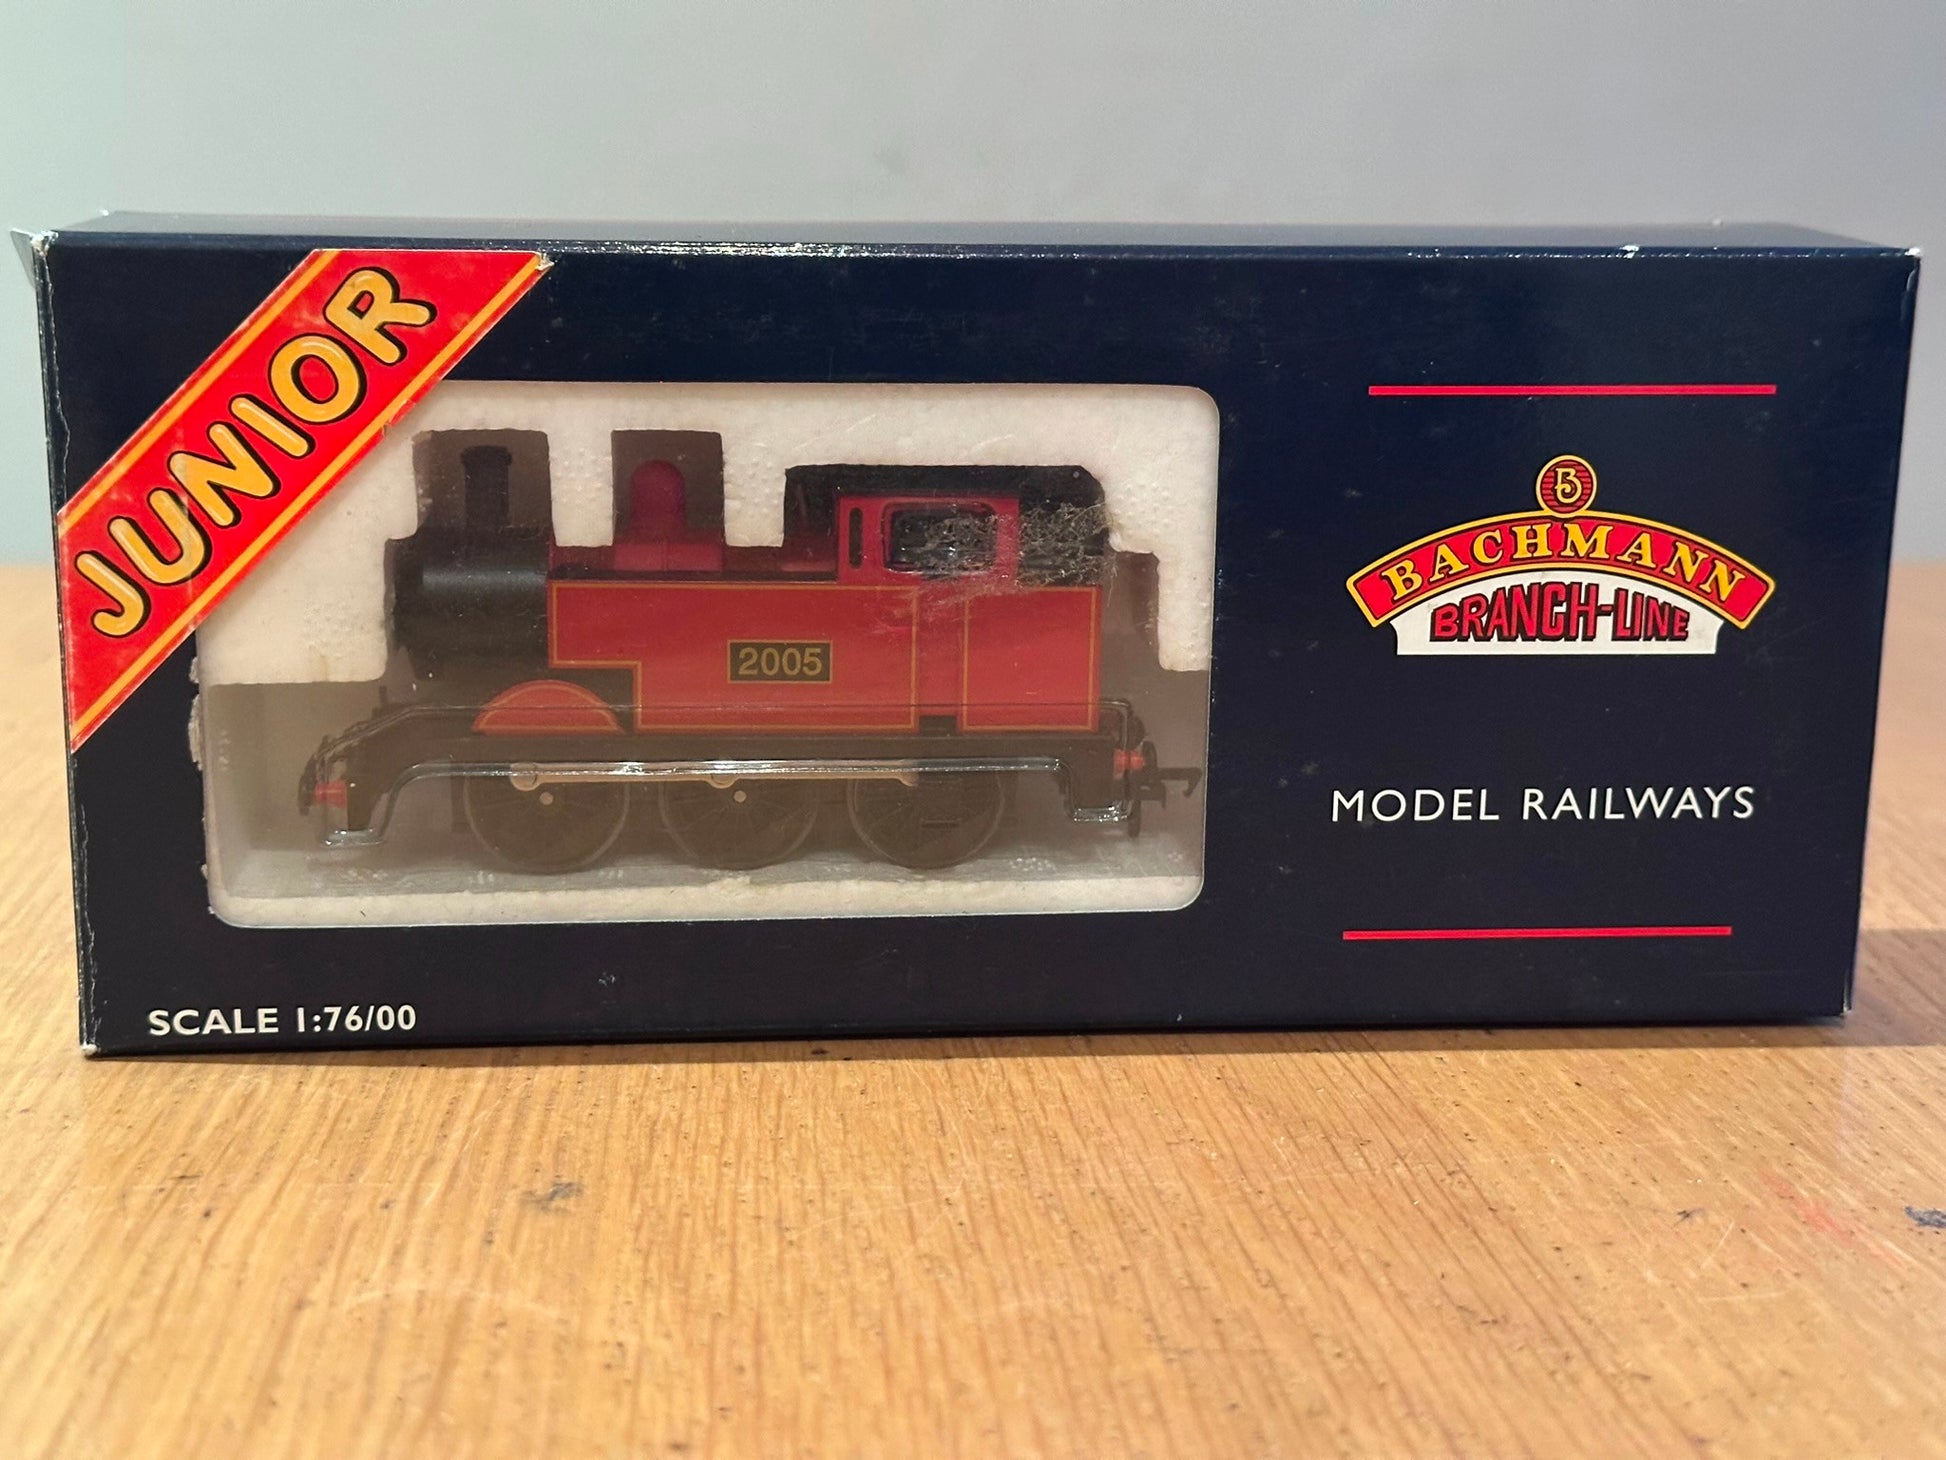 JUNIOR
2005
B
BACHMANN
BRANCH-LINE
MODEL RAILWAYS
SCALE 1:76/00